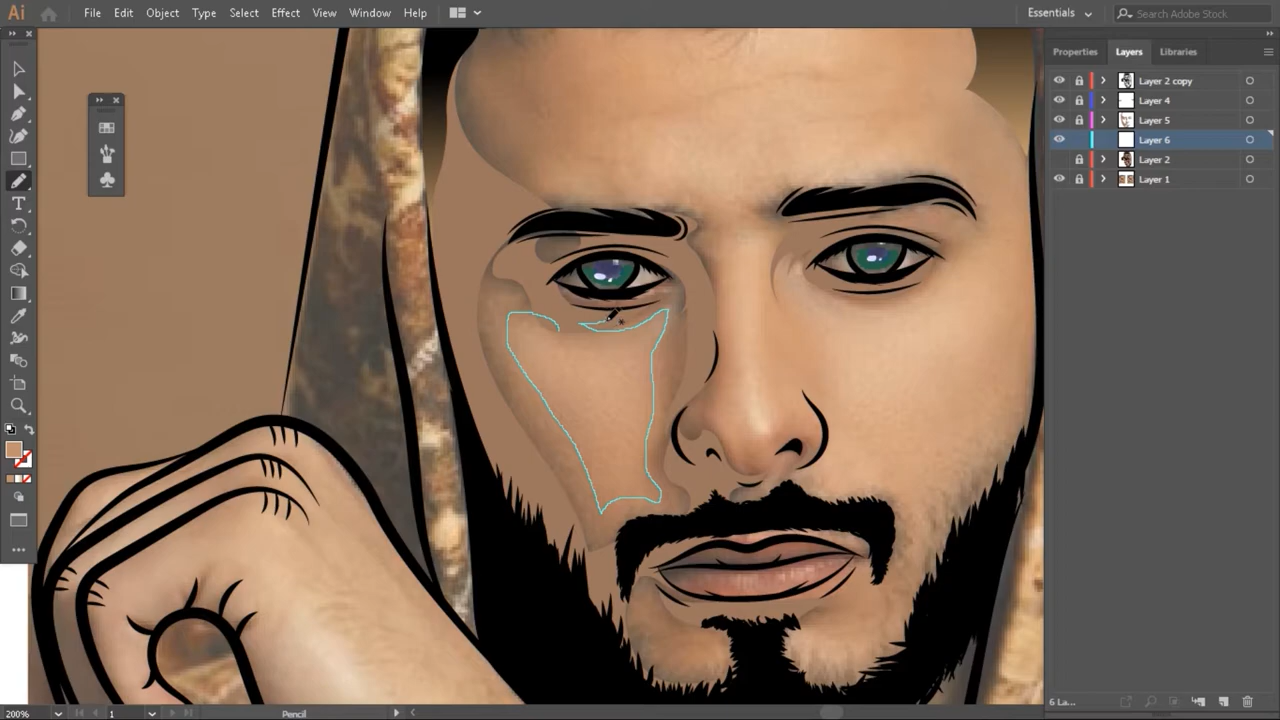 Ai File Edit Object Type Select Effect View Window Help Essentials Search Adobe Stock
Properties Layers Libraries
Layer 2 copy
Layer 4
Layer 5
Layer 6
Layer 2
Layer 1
T
6 La...
200% 1 Pencil